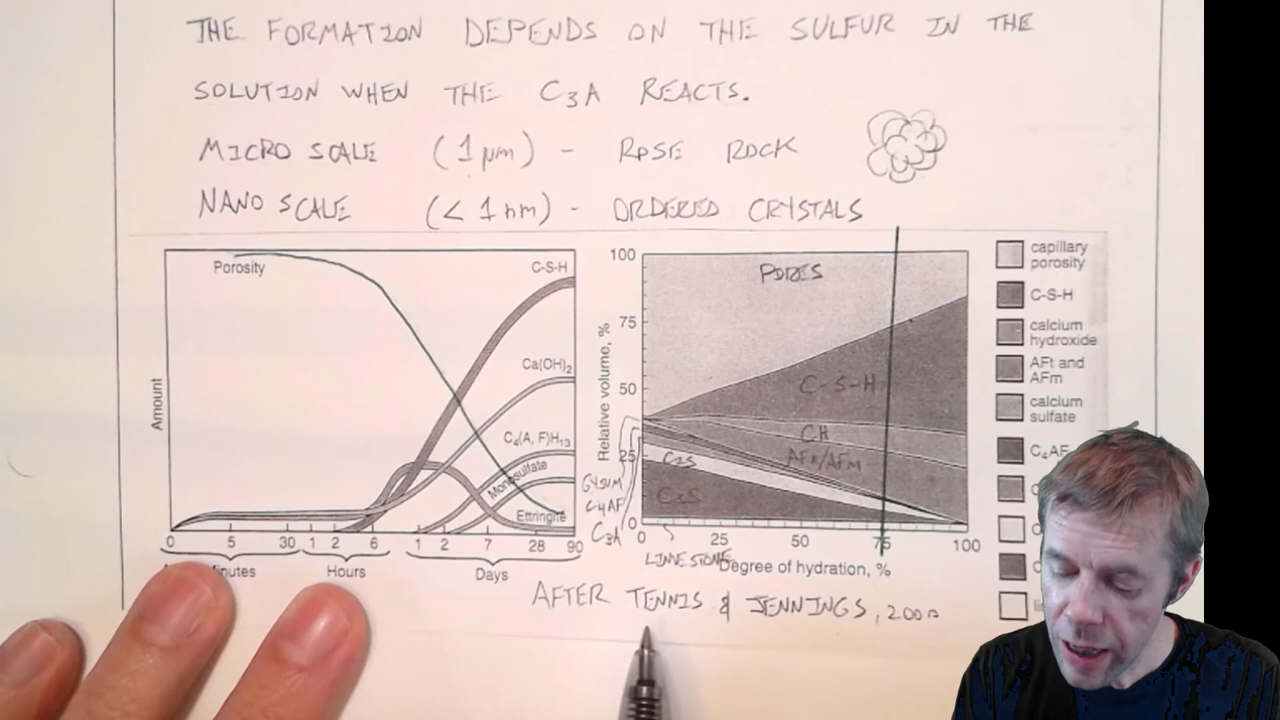 THE FORMATION DEPENDS ON THE SULFUR IN THE
SOLUTION WHEN THE C3A REACTS.
MICRO SCALE (1 μm) - ROSE ROCK
NANO SCALE (< 1 nm) - ORDERED CRYSTALS
Porosity
C-S-H
Ca(OH)2
C4(A, F)H13
Monosulfate
Ettringite
Amount
0 5 30 1 2 6 1 2 7 28 90
Hours
Days
100
75
50
25
0
Relative volume, %
PORES
C-S-H
CH
AFt/AFm
C2S
C3S
GYSUM
C4AF
C3A
LIMESTONE
0 25 50 75 100
Degree of hydration, %
capillary
porosity
C-S-H
calcium
hydroxide
AFt and
AFm
calcium
sulfate
C4AF
AFTER TENNIS & JENNINGS, 2000